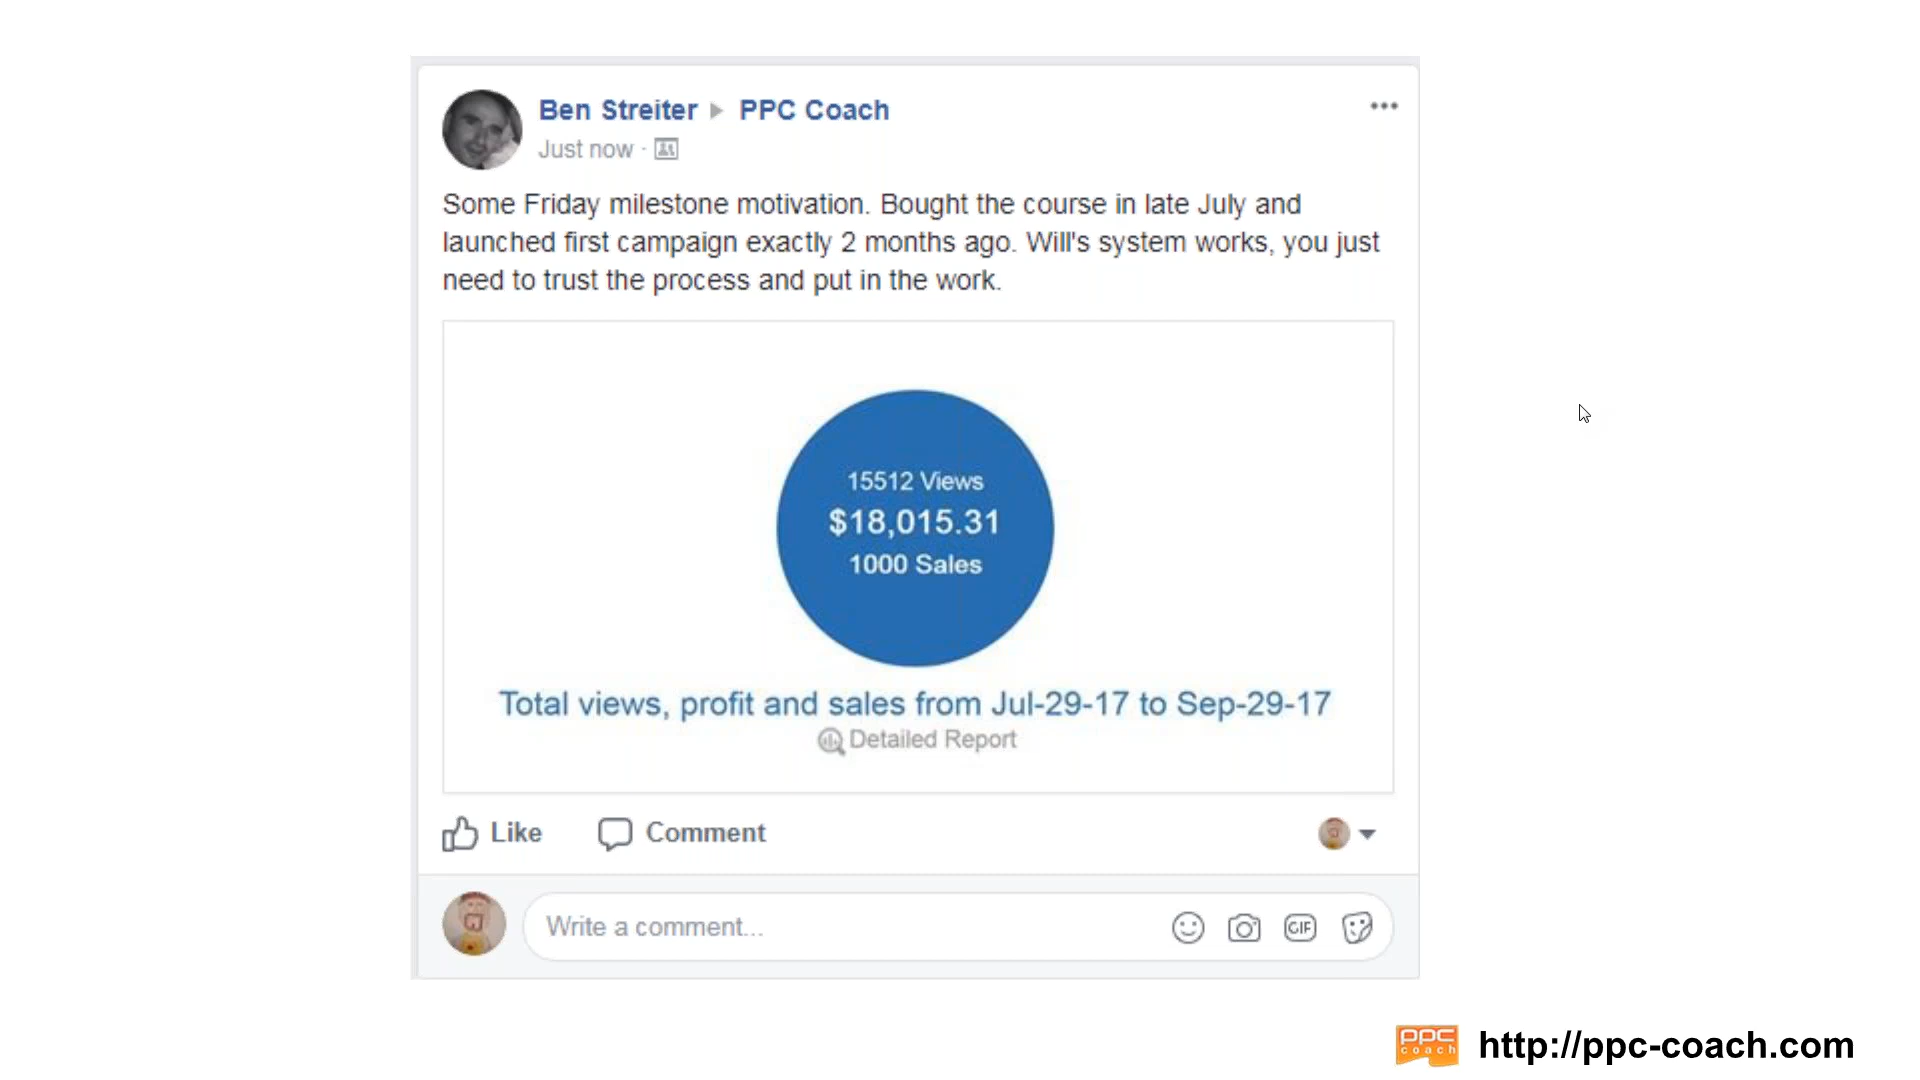 Ben Streiter ▸ PPC Coach
Just now ·
Some Friday milestone motivation. Bought the course in late July and
launched first campaign exactly 2 months ago. Will's system works, you just
need to trust the process and put in the work.
15512 Views
$18,015.31
1000 Sales
Total views, profit and sales from Jul-29-17 to Sep-29-17
Detailed Report
Like Comment
Write a comment...
GIF
ppc
coach
http://ppc-coach.com